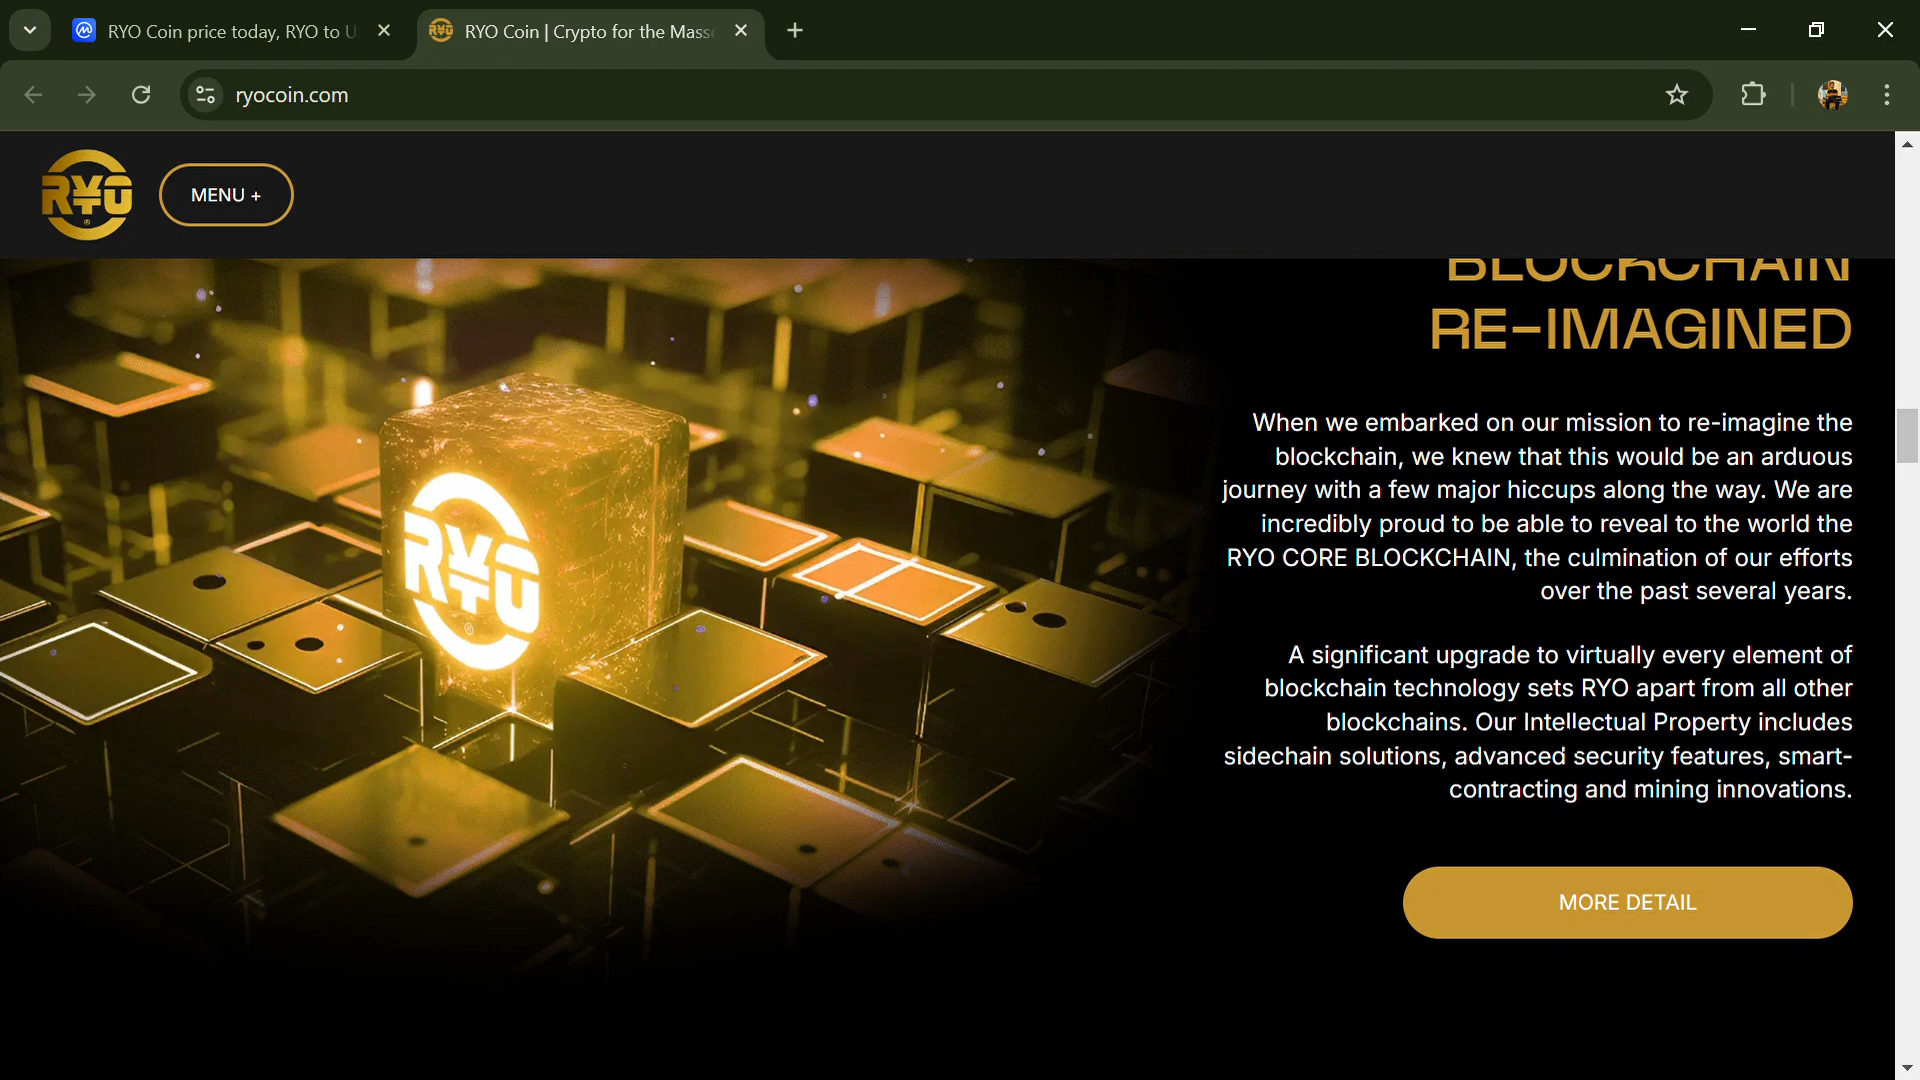 RYO Coin price today, RYO to U
RYO Coin | Crypto for the Mass
ryocoin.com
RYO
MENU +
BLOCKCHAIN
RE-IMAGINED
When we embarked on our mission to re-imagine the
blockchain, we knew that this would be an arduous
journey with a few major hiccups along the way. We are
incredibly proud to be able to reveal to the world the
RYO CORE BLOCKCHAIN, the culmination of our efforts
over the past several years.
A significant upgrade to virtually every element of
blockchain technology sets RYO apart from all other
blockchains. Our Intellectual Property includes
sidechain solutions, advanced security features, smart-
contracting and mining innovations.
MORE DETAIL
RYO